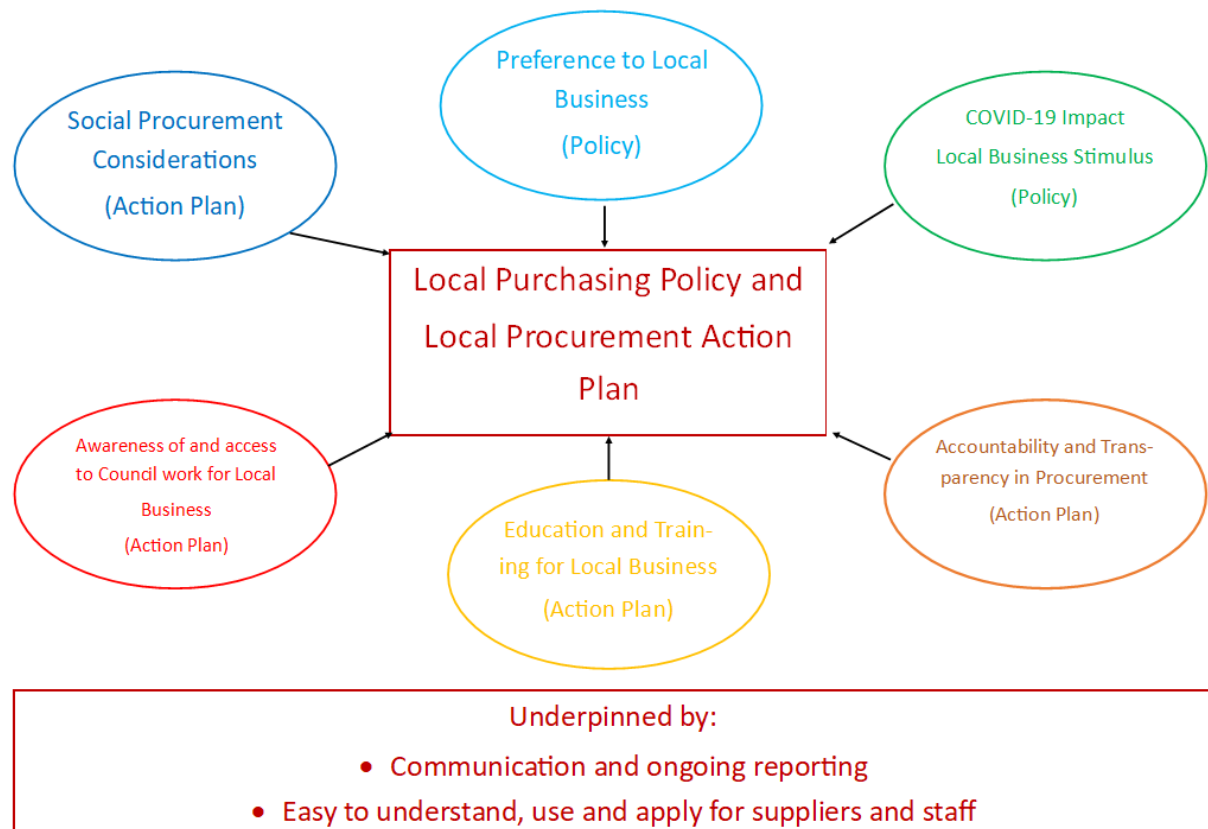 Preference to Local
Business
(Policy)
Social Procurement
Considerations
(Action Plan)
COVID-19 Impact
Local Business Stimulus
(Policy)
Local Purchasing Policy and
Local Procurement Action
Plan
Awareness of and access
to Council work for Local
Business
(Action Plan)
Education and Train-
ing for Local Business
(Action Plan)
Accountability and Trans-
parency in Procurement
(Action Plan)
Underpinned by:
• Communication and ongoing reporting
• Easy to understand, use and apply for suppliers and staff